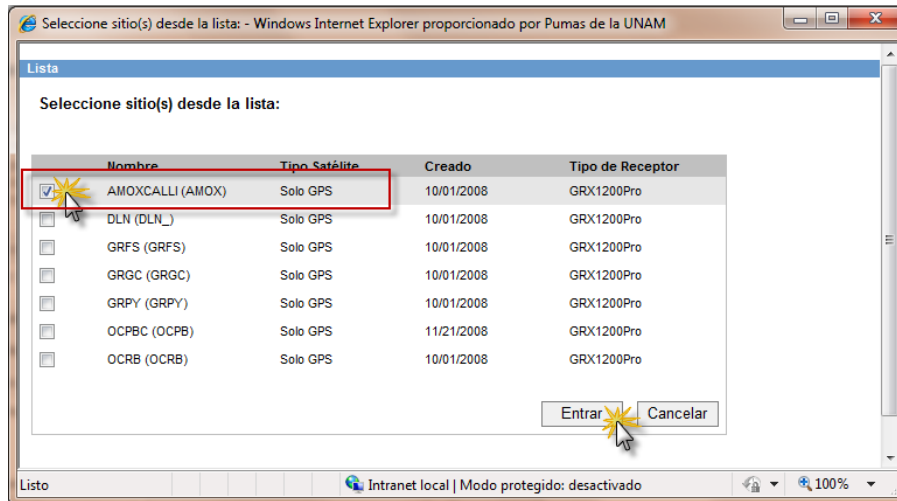 Seleccione sitio(s) desde la lista: - Windows Internet Explorer proporcionado por Pumas de la UNAM
Lista
Seleccione sitio(s) desde la lista:
Nombre Tipo Satélite Creado Tipo de Receptor
AMOXCALLI (AMOX) Solo GPS 10/01/2008 GRX1200Pro
DLN (DLN_) Solo GPS 10/01/2008 GRX1200Pro
GRFS (GRFS) Solo GPS 10/01/2008 GRX1200Pro
GRGC (GRGC) Solo GPS 10/01/2008 GRX1200Pro
GRPY (GRPY) Solo GPS 10/01/2008 GRX1200Pro
OCPBC (OCPB) Solo GPS 11/21/2008 GRX1200Pro
OCRB (OCRB) Solo GPS 10/01/2008 GRX1200Pro
Entrar Cancelar
Listo Intranet local | Modo protegido: desactivado 100%